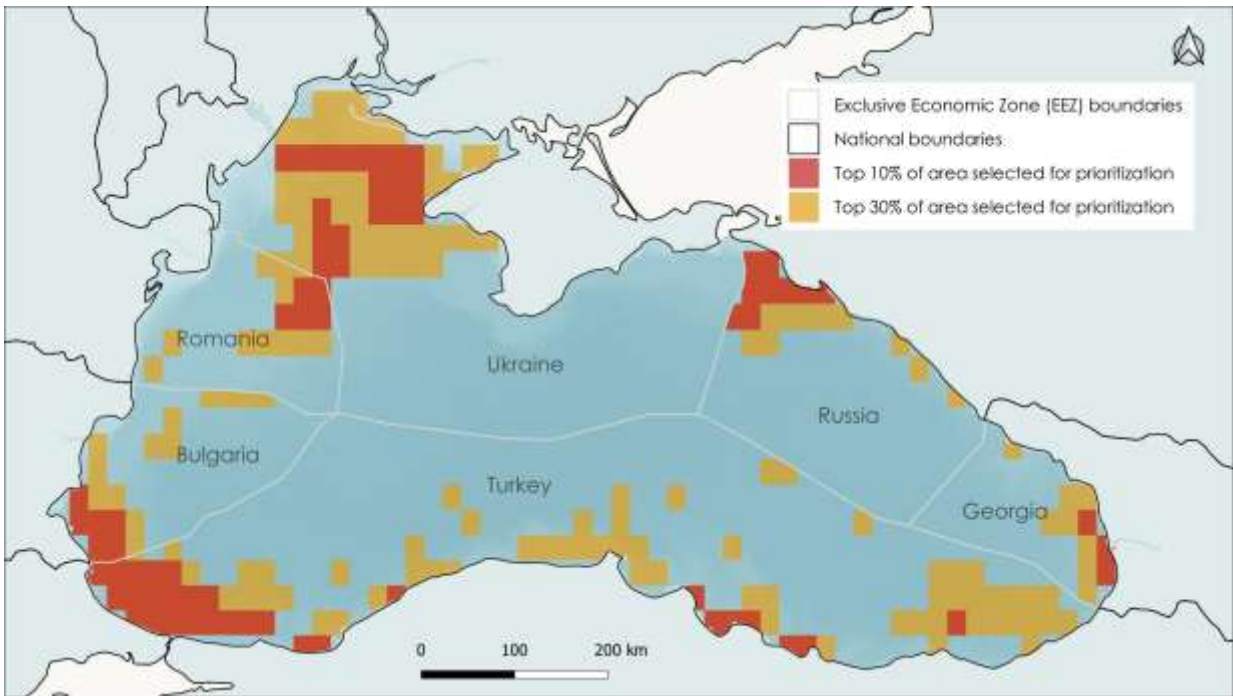 Exclusive Economic Zone (EEZ) boundaries
National boundaries
Top 10% of area selected for prioritization
Top 30% of area selected for prioritization
Romania
Ukraine
Russia
Bulgaria
Turkey
Georgia
0 100 200 km